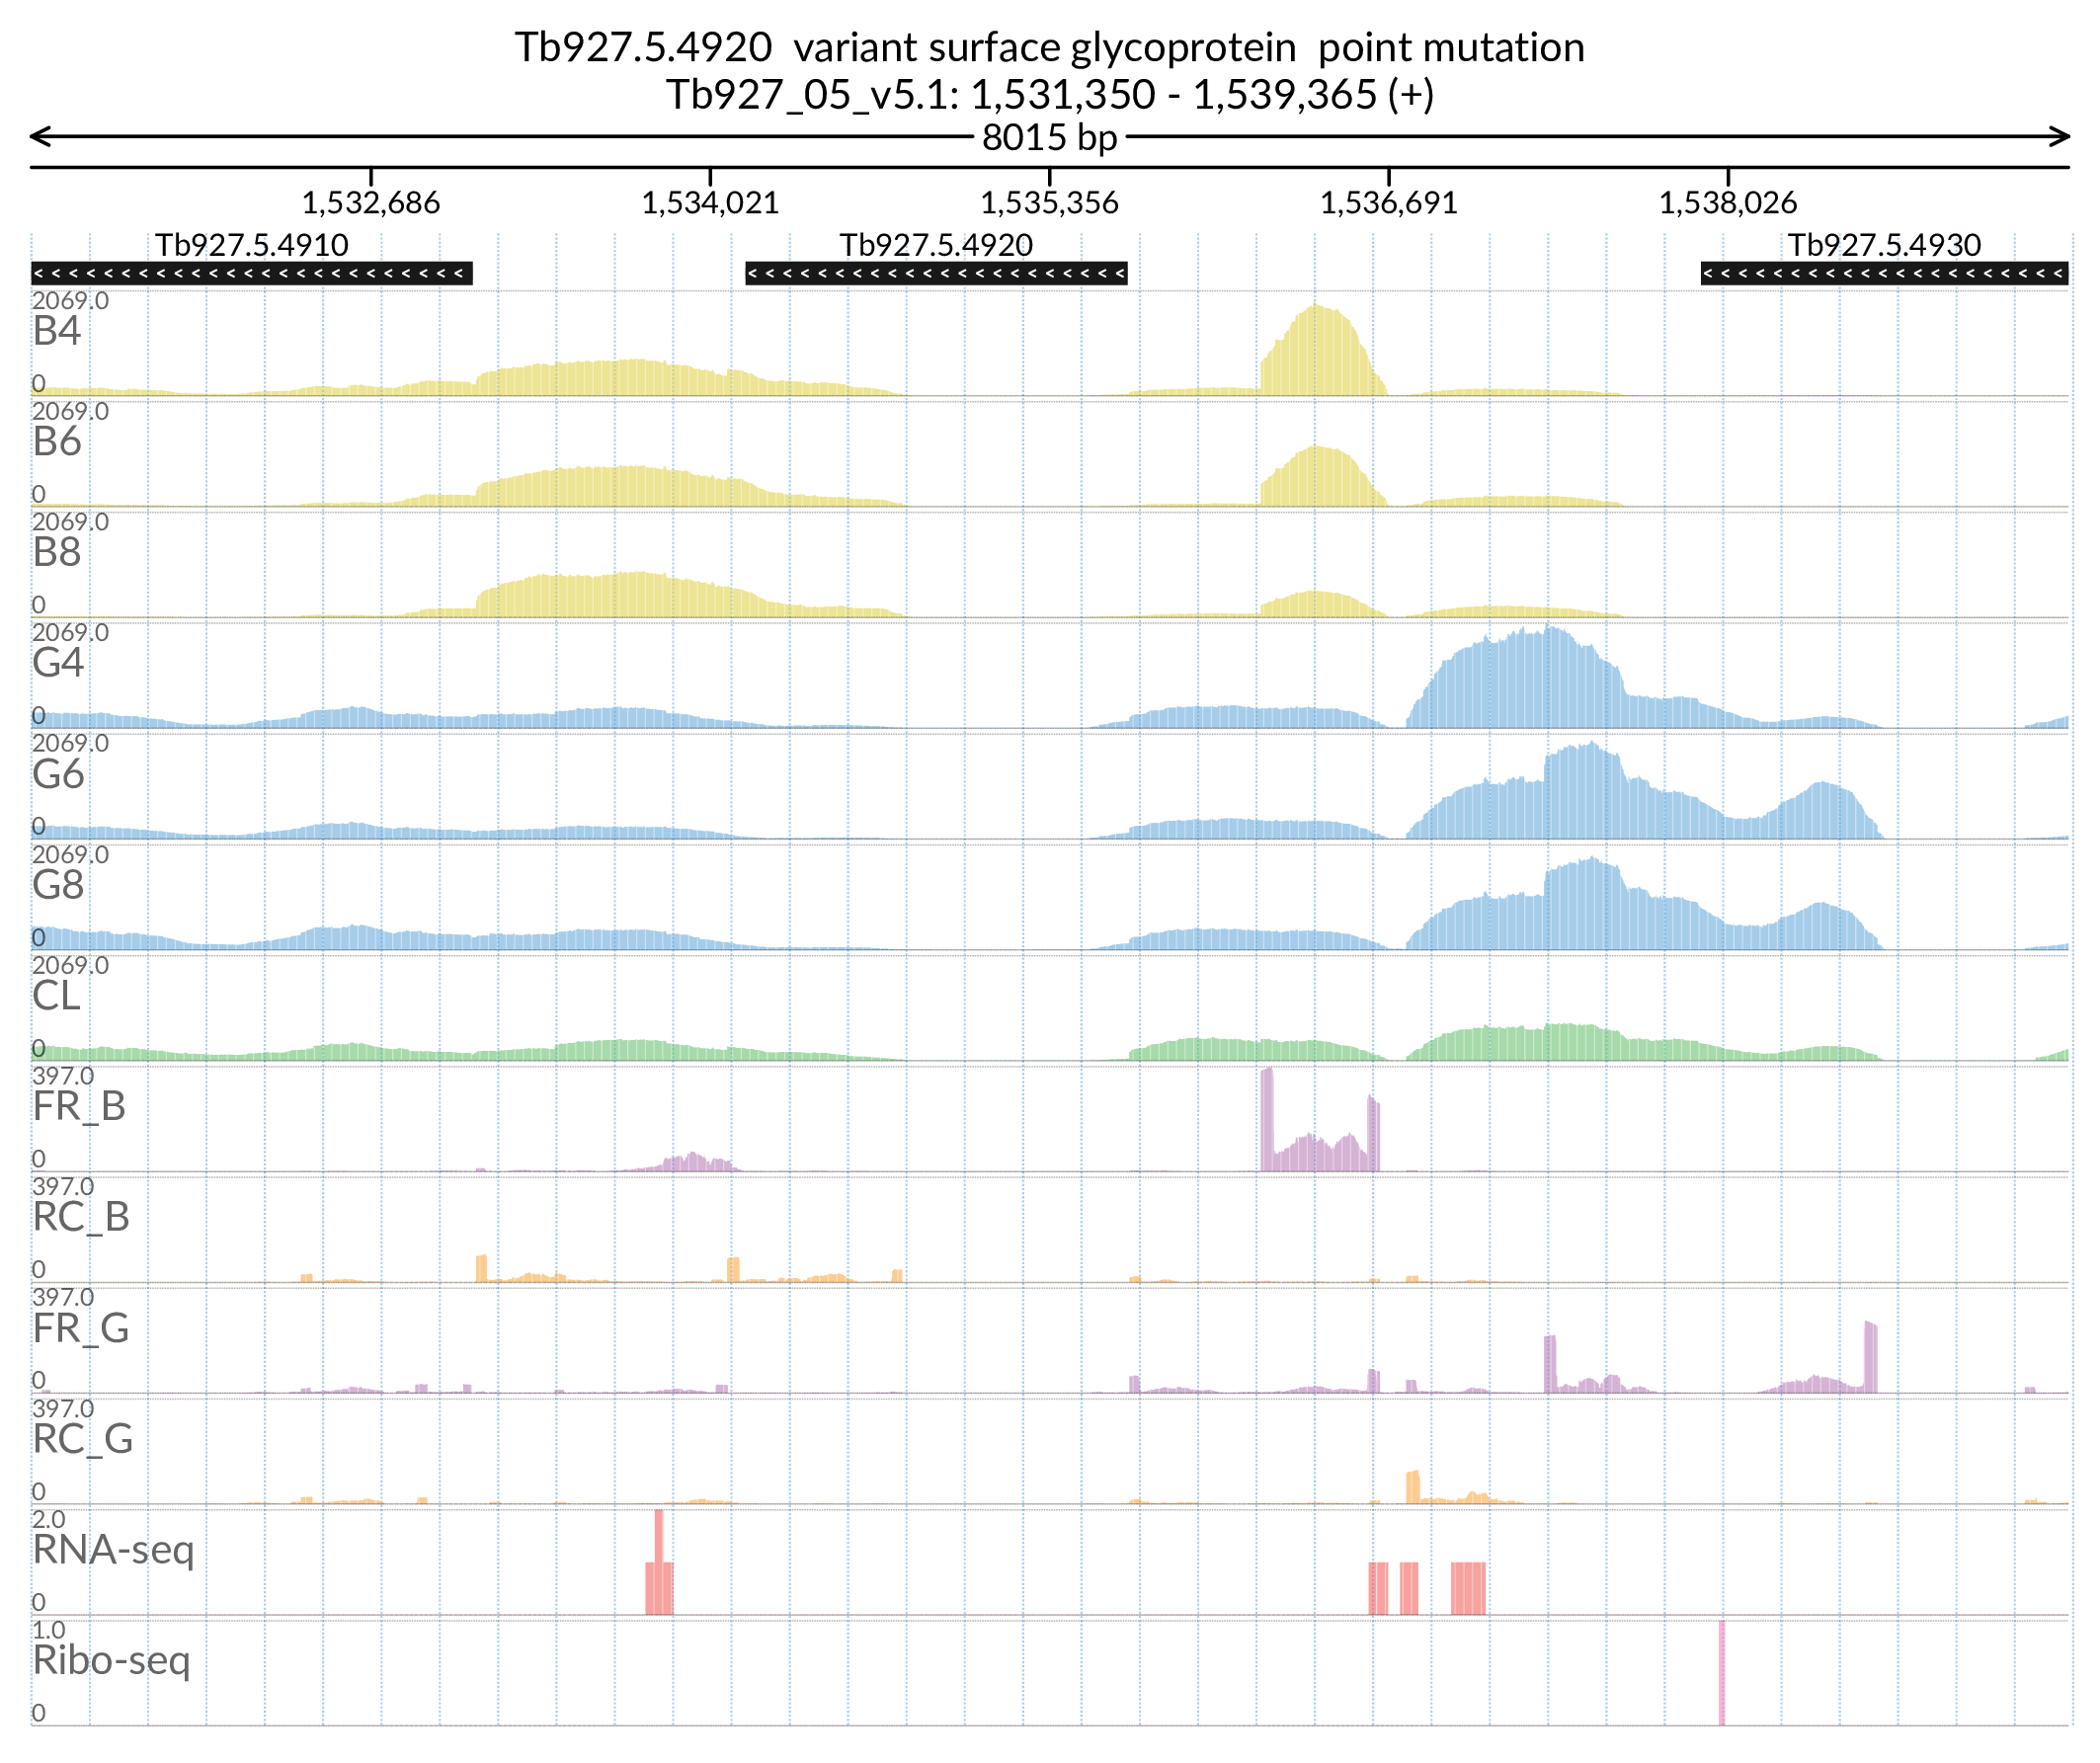 Tb927.5.4920  variant surface glycoprotein  point mutation
Tb927_05_v5.1: 1,531,350 - 1,539,365 (+)
8015 bp
1,532,686 1,534,021 1,535,356 1,536,691 1,538,026
Tb927.5.4910 Tb927.5.4920 Tb927.5.4930
2069.0
B4
0
2069.0
B6
0
2069.0
B8
0
2069.0
G4
0
2069.0
G6
0
2069.0
G8
0
2069.0
CL
0
397.0
FR_B
0
397.0
RC_B
0
397.0
FR_G
0
397.0
RC_G
0
2.0
RNA-seq
0
1.0
Ribo-seq
0